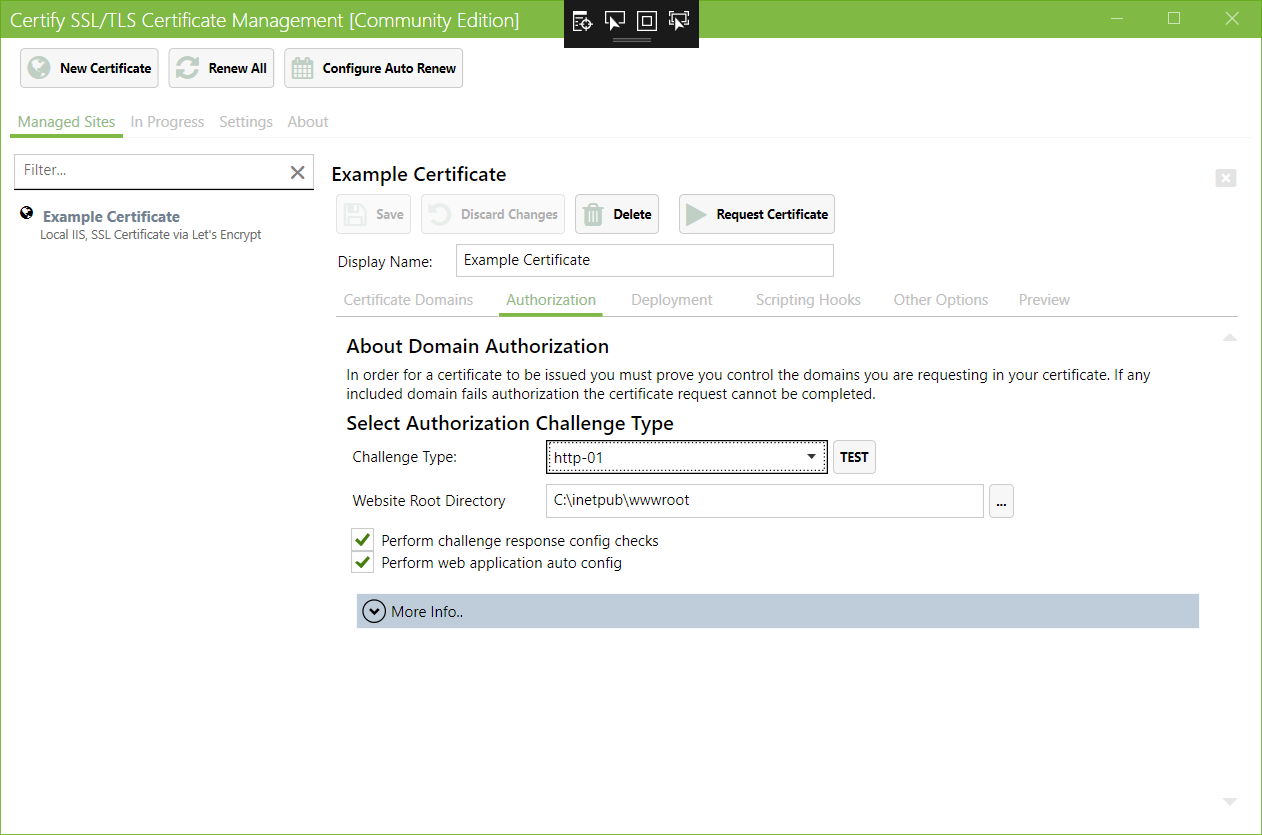 Certify SSL/TLS Certificate Management [Community Edition]
New Certificate
Renew All
Configure Auto Renew
Managed Sites
In Progress
Settings
About
Filter...
Example Certificate
Local IIS, SSL Certificate via Let's Encrypt
Example Certificate
Save
Discard Changes
Delete
Request Certificate
Display Name:
Example Certificate
Certificate Domains
Authorization
Deployment
Scripting Hooks
Other Options
Preview
About Domain Authorization
In order for a certificate to be issued you must prove you control the domains you are requesting in your certificate. If any
included domain fails authorization the certificate request cannot be completed.
Select Authorization Challenge Type
Challenge Type:
http-01
TEST
Website Root Directory
C:\inetpub\wwwroot
...
Perform challenge response config checks
Perform web application auto config
More Info..